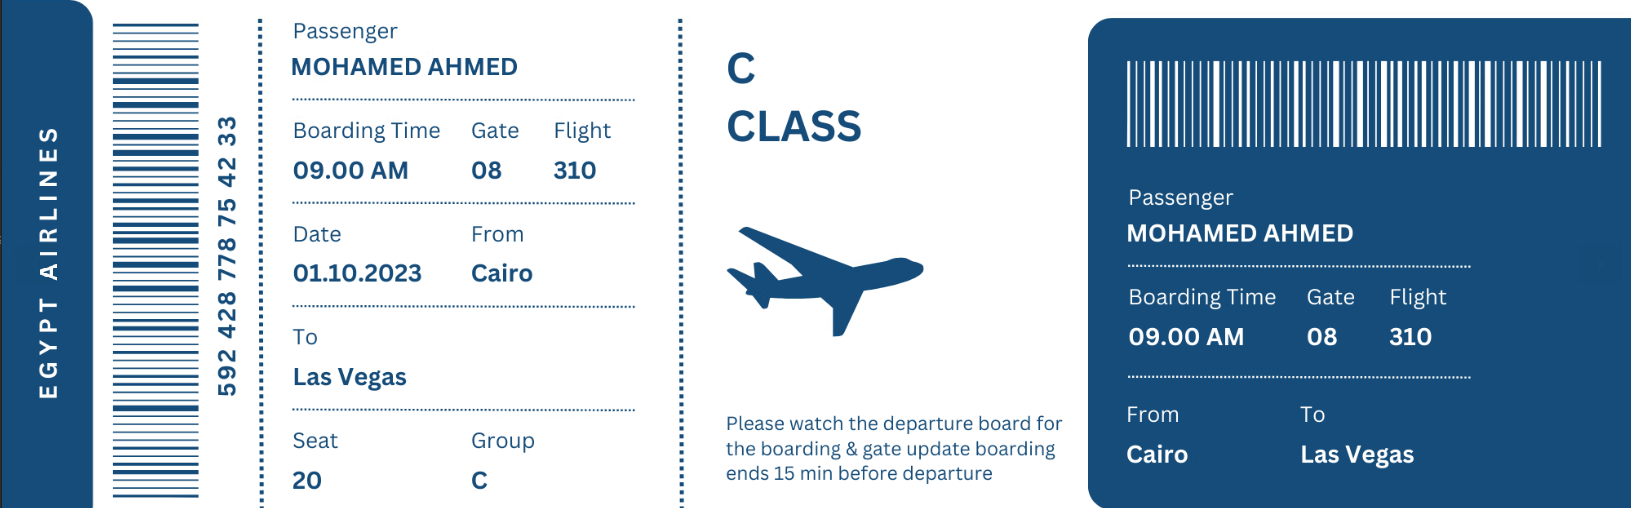 EGYPT AIRLINES
592 428 778 75 42 33
Passenger
MOHAMED AHMED
Boarding Time Gate Flight
09.00 AM 08 310
Date From
01.10.2023 Cairo
To
Las Vegas
Seat Group
20 C
C
CLASS
Please watch the departure board for
the boarding & gate update boarding
ends 15 min before departure
Passenger
MOHAMED AHMED
Boarding Time Gate Flight
09.00 AM 08 310
From To
Cairo Las Vegas